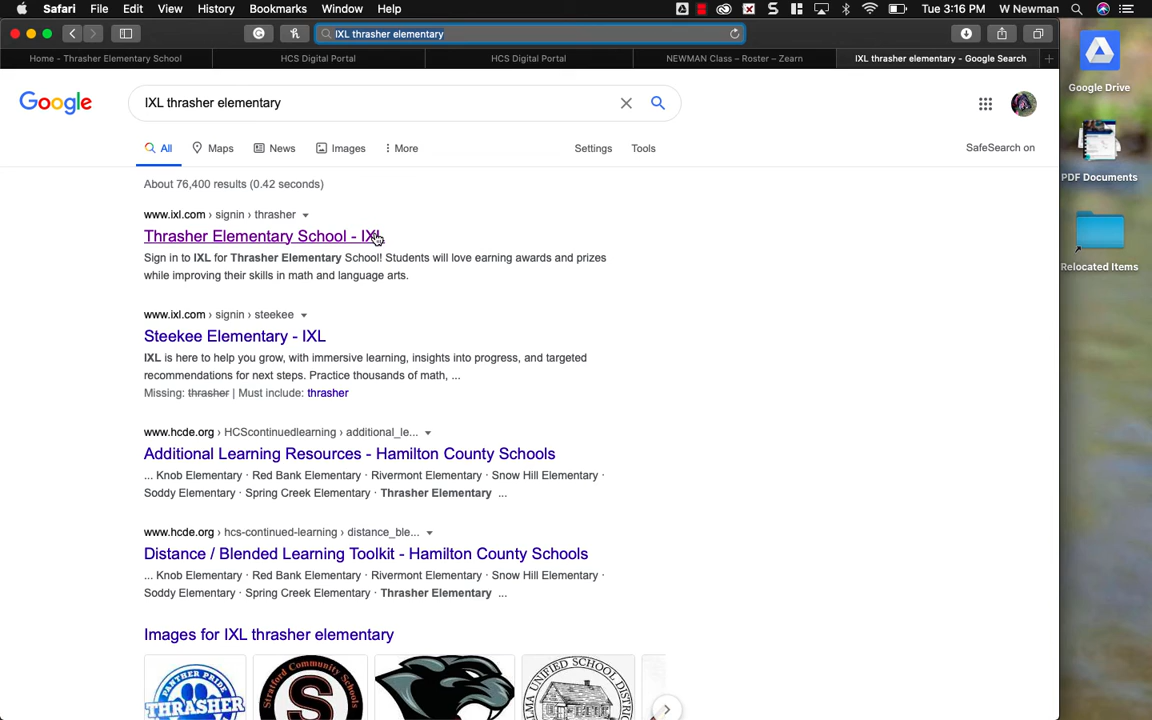 Safari File Edit View History Bookmarks Window Help Tue 3:16 PM W Newman
IXL thrasher elementary
Home - Thrasher Elementary School HCS Digital Portal HCS Digital Portal NEWMAN Class – Roster – Zearn IXL thrasher elementary - Google Search
Google IXL thrasher elementary
All Maps News Images More Settings Tools SafeSearch on
About 76,400 results (0.42 seconds)
www.ixl.com › signin › thrasher
Thrasher Elementary School - IXL
Sign in to IXL for Thrasher Elementary School! Students will love earning awards and prizes
while improving their skills in math and language arts.
www.ixl.com › signin › steekee
Steekee Elementary - IXL
IXL is here to help you grow, with immersive learning, insights into progress, and targeted
recommendations for next steps. Practice thousands of math, ...
Missing: thrasher | Must include: thrasher
www.hcde.org › HCScontinuedlearning › additional_le...
Additional Learning Resources - Hamilton County Schools
... Knob Elementary · Red Bank Elementary · Rivermont Elementary · Snow Hill Elementary ·
Soddy Elementary · Spring Creek Elementary · Thrasher Elementary ...
www.hcde.org › hcs-continued-learning › distance_ble...
Distance / Blended Learning Toolkit - Hamilton County Schools
... Knob Elementary · Red Bank Elementary · Rivermont Elementary · Snow Hill Elementary ·
Soddy Elementary · Spring Creek Elementary · Thrasher Elementary ...
Images for IXL thrasher elementary
PANTHER PRIDE
THRASHER
Stratford Community Schools
S
UNIFIED SCHOOL DIST
Google Drive
PDF Documents
Relocated Items